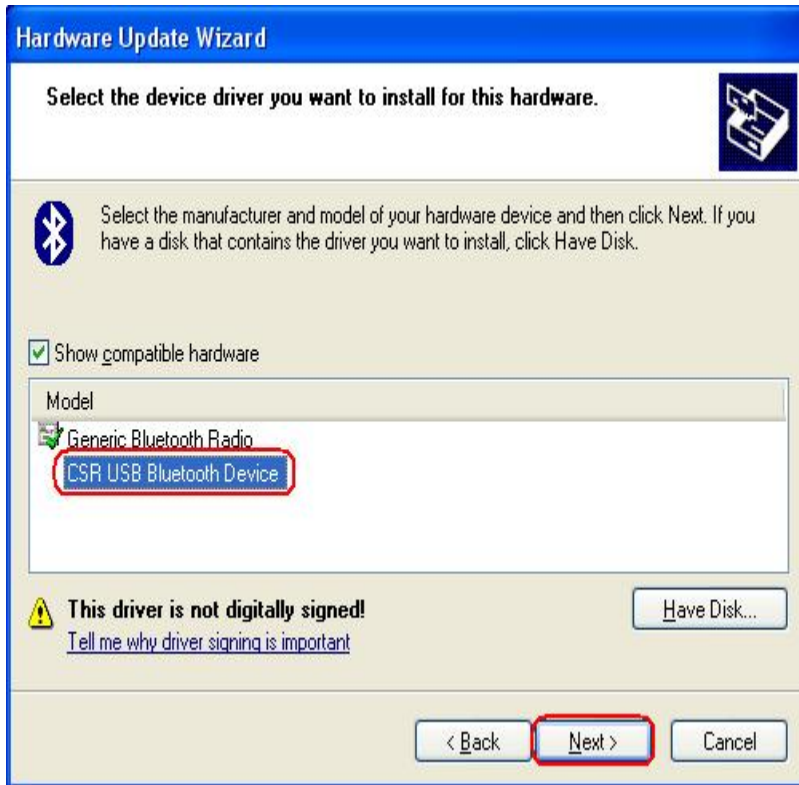 Hardware Update Wizard
Select the device driver you want to install for this hardware.
Select the manufacturer and model of your hardware device and then click Next. If you
have a disk that contains the driver you want to install, click Have Disk.
Show compatible hardware
Model
Generic Bluetooth Radio
CSR USB Bluetooth Device
This driver is not digitally signed!
Have Disk...
Tell me why driver signing is important
< Back
Next >
Cancel